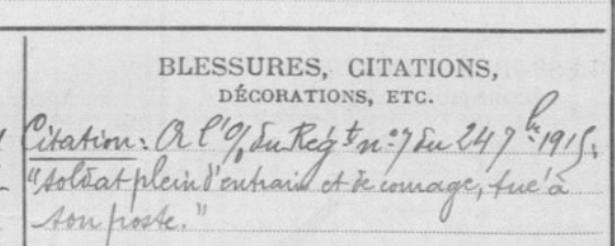 BLESSURES, CITATIONS,
DÉCORATIONS, ETC.
Citation: A l'O/ du Règt n° 7 du 24 7bre 1915:
"soldat plein d'entrain et de courage, tué à
son poste."